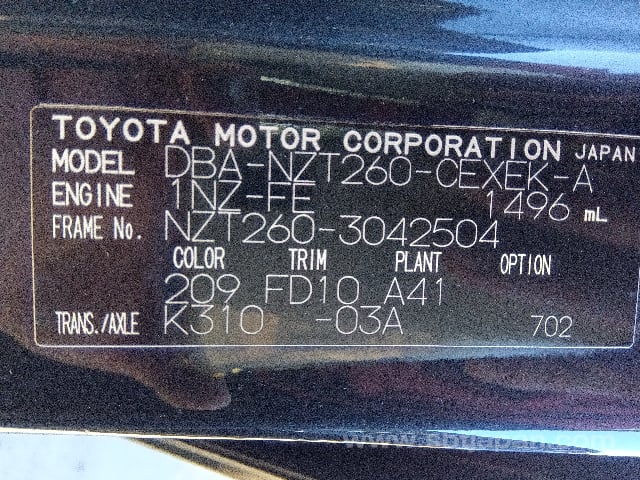 TOYOTA MOTOR CORPORATION JAPAN
MODEL DBA-NZT260-CEXEK-A
ENGINE 1NZ-FE 1496 mL
FRAME No. NZT260-3042504
COLOR TRIM PLANT OPTION
209 FD10 A41
TRANS./AXLE K310 -03A 702